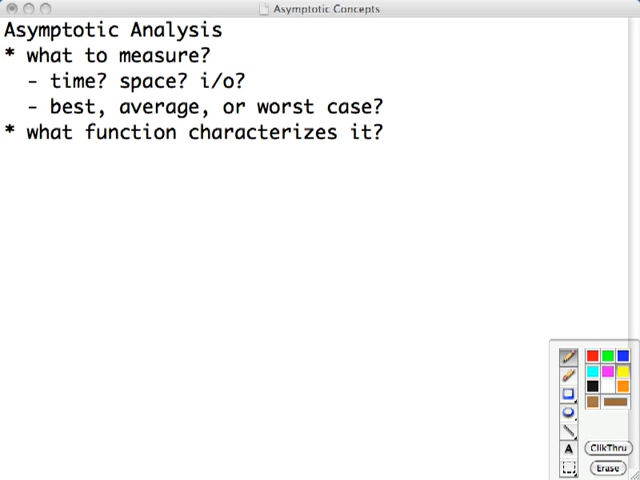 Asymptotic Concepts
Asymptotic Analysis
* what to measure?
- time? space? i/o?
- best, average, or worst case?
* what function characterizes it?
A
ClikThru
Erase